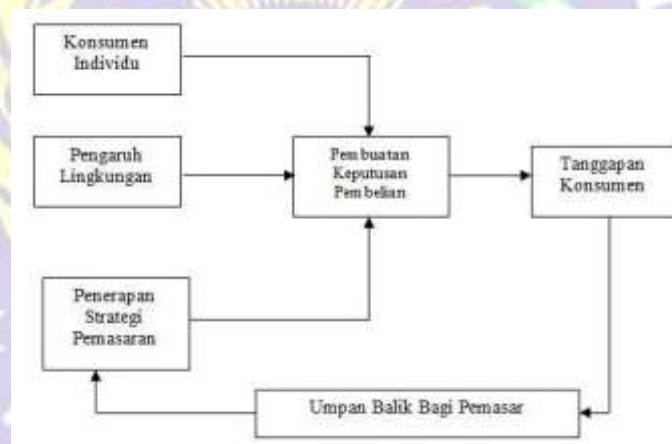 Konsumen
Individu
Pengaruh
Lingkungan
Pembuatan
Keputusan
Pembelian
Tanggapan
Konsumen
Penerapan
Strategi
Pemasaran
Umpan Balik Bagi Pemasar